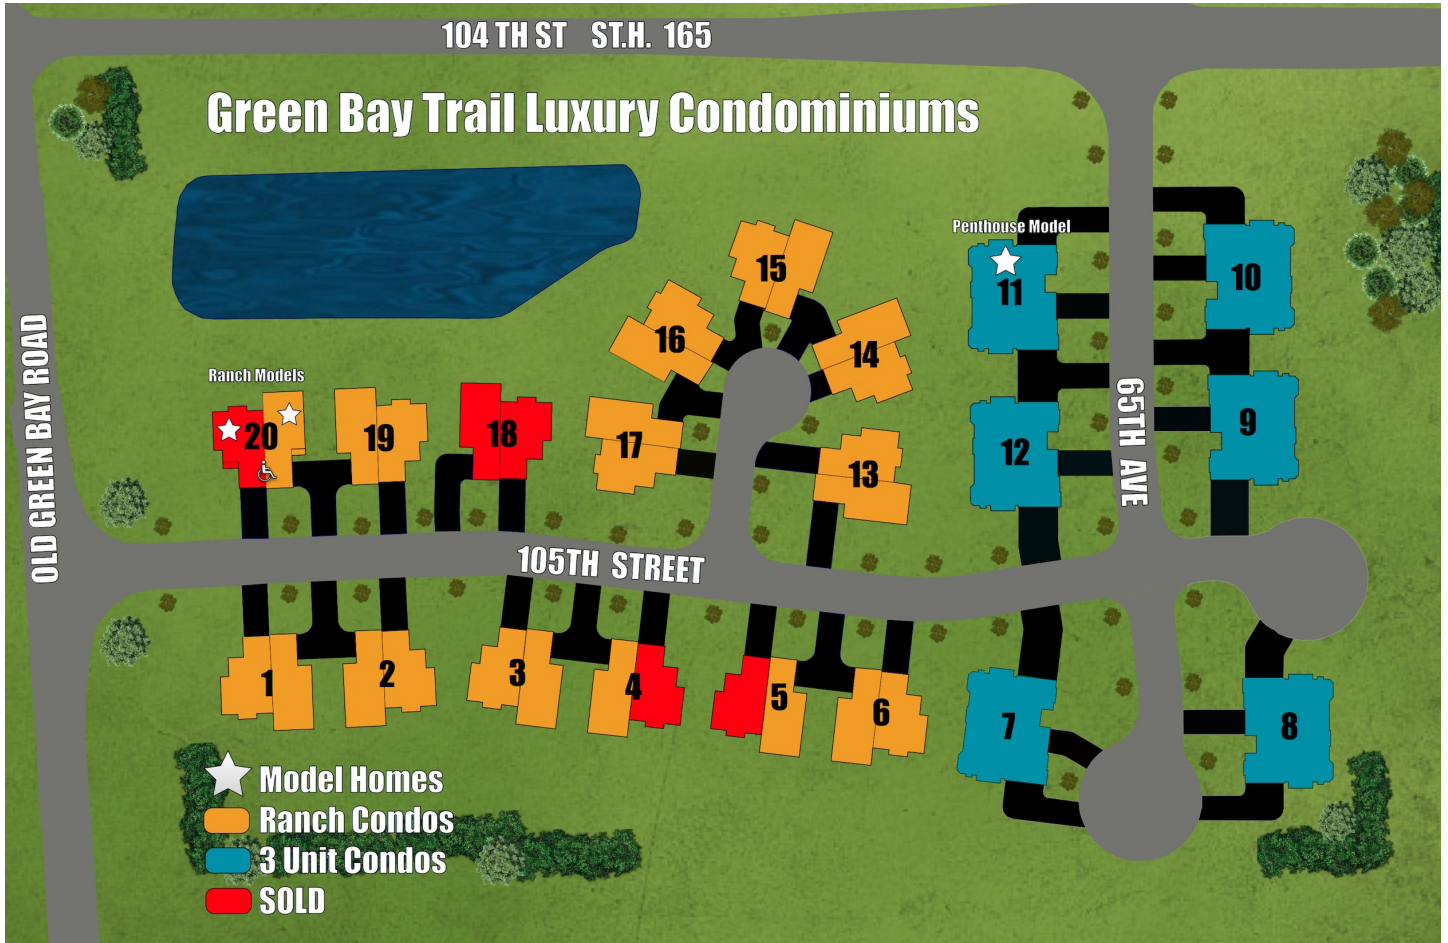 104 TH ST ST.H. 165
Green Bay Trail Luxury Condominiums
Penthouse Model
15
11
10
16
14
OLD GREEN BAY ROAD
Ranch Models
20
19
18
17
13
12
9
65TH AVE
105TH STREET
1
2
3
4
5
6
7
8
Model Homes
Ranch Condos
3 Unit Condos
SOLD